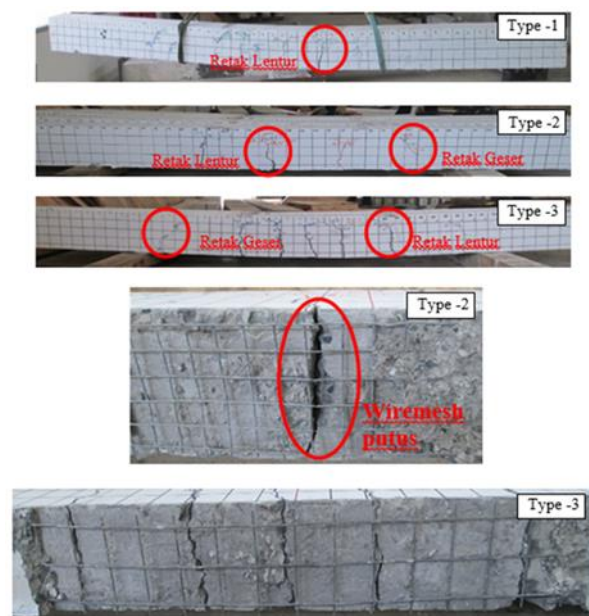 Type -1
Retak Lentur
Type -2
Retak Lentur
Retak Geser
Type -3
Retak Geser
Retak Lentur
Type -2
Wiremesh
putus
Type -3